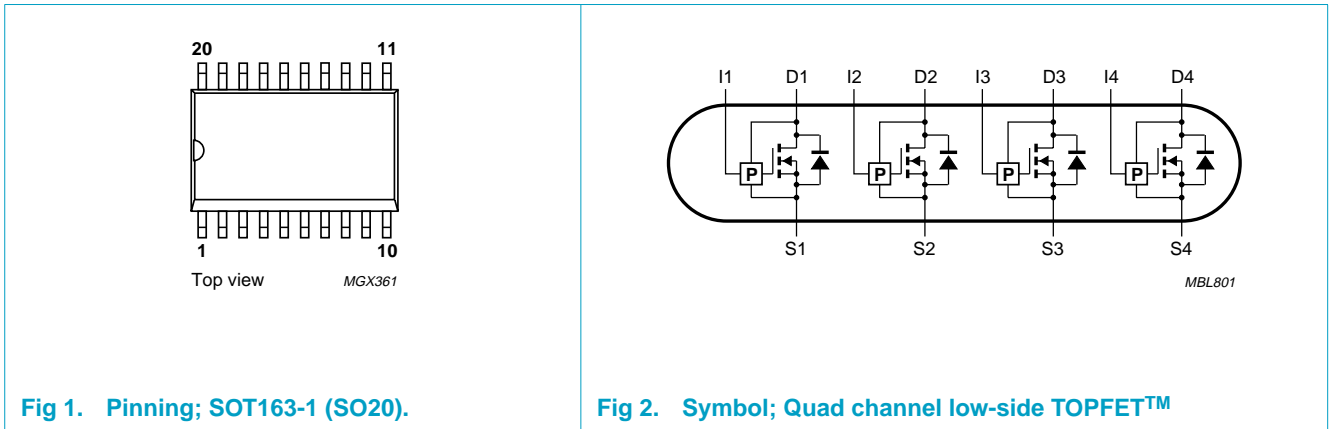 20 11
1 10
Top view MGX361
Fig 1. Pinning; SOT163-1 (SO20).
I1 D1 I2 D2 I3 D3 I4 D4
P P P P
S1 S2 S3 S4
MBL801
Fig 2. Symbol; Quad channel low-side TOPFET™